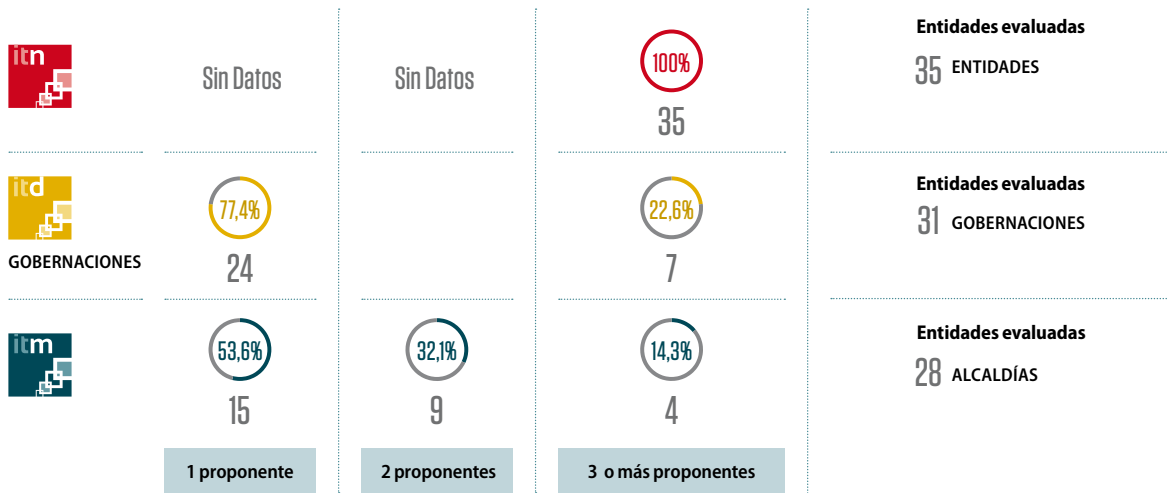 itn
Sin Datos
Sin Datos
100%
35
Entidades evaluadas
35 ENTIDADES
itd
GOBERNACIONES
77,4%
24
22,6%
7
Entidades evaluadas
31 GOBERNACIONES
itm
53,6%
15
32,1%
9
14,3%
4
Entidades evaluadas
28 ALCALDÍAS
1 proponente
2 proponentes
3 o más proponentes